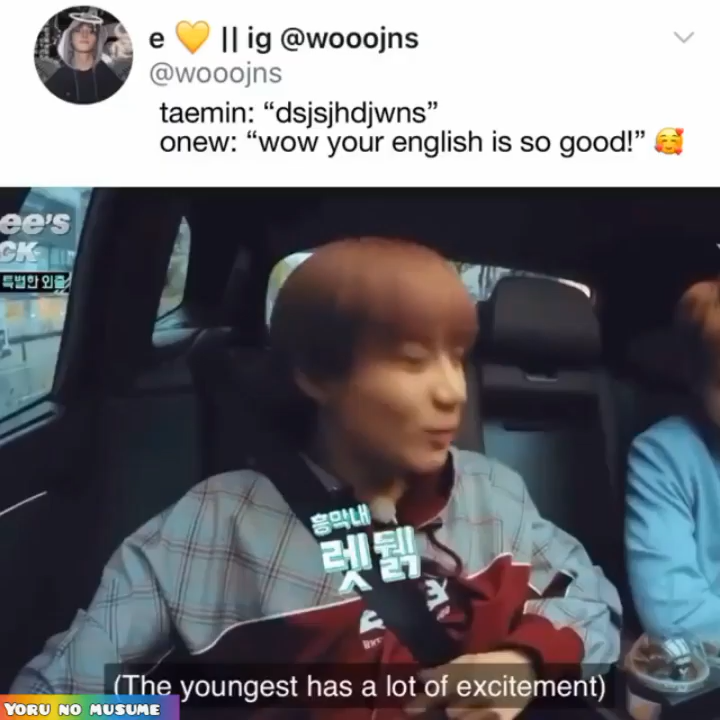 e 💛 || ig @wooojns
@wooojns
taemin: “dsjsjhdjwns”
onew: “wow your english is so good!” 🥰
ee's
CK
특별한 외출
흥막내
렛뤩
(The youngest has a lot of excitement)
YORU NO MUSUME